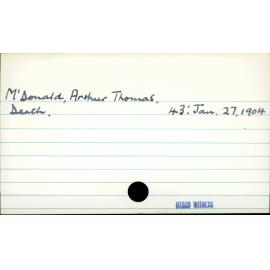 M'Donald, Arthur Thomas,
Death. 43: Jan. 27, 1904
OTAGO WITNESS